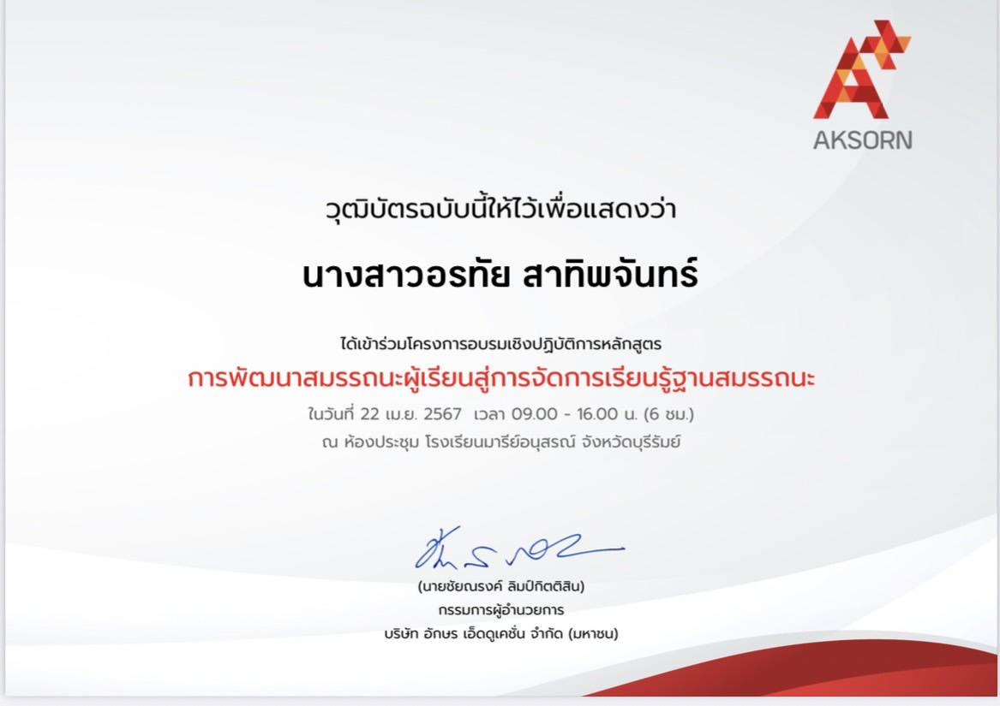 AKSORN
วุฒิบัตรฉบับนี้ให้ไว้เพื่อแสดงว่า
นางสาวอรทัย สาทิพจันทร์
ได้เข้าร่วมโครงการอบรมเชิงปฏิบัติการหลักสูตร
การพัฒนาสมรรถนะผู้เรียนสู่การจัดการเรียนรู้ฐานสมรรถนะ
ในวันที่ 22 เม.ย. 2567 เวลา 09.00 - 16.00 น. (6 ชม.)
ณ ห้องประชุม โรงเรียนมารีย์อนุสรณ์ จังหวัดบุรีรัมย์
(นายชัยณรงค์ ลิมป์กิตติสิน)
กรรมการผู้อำนวยการ
บริษัท อักษร เอ็ดดูเคชั่น จำกัด (มหาชน)